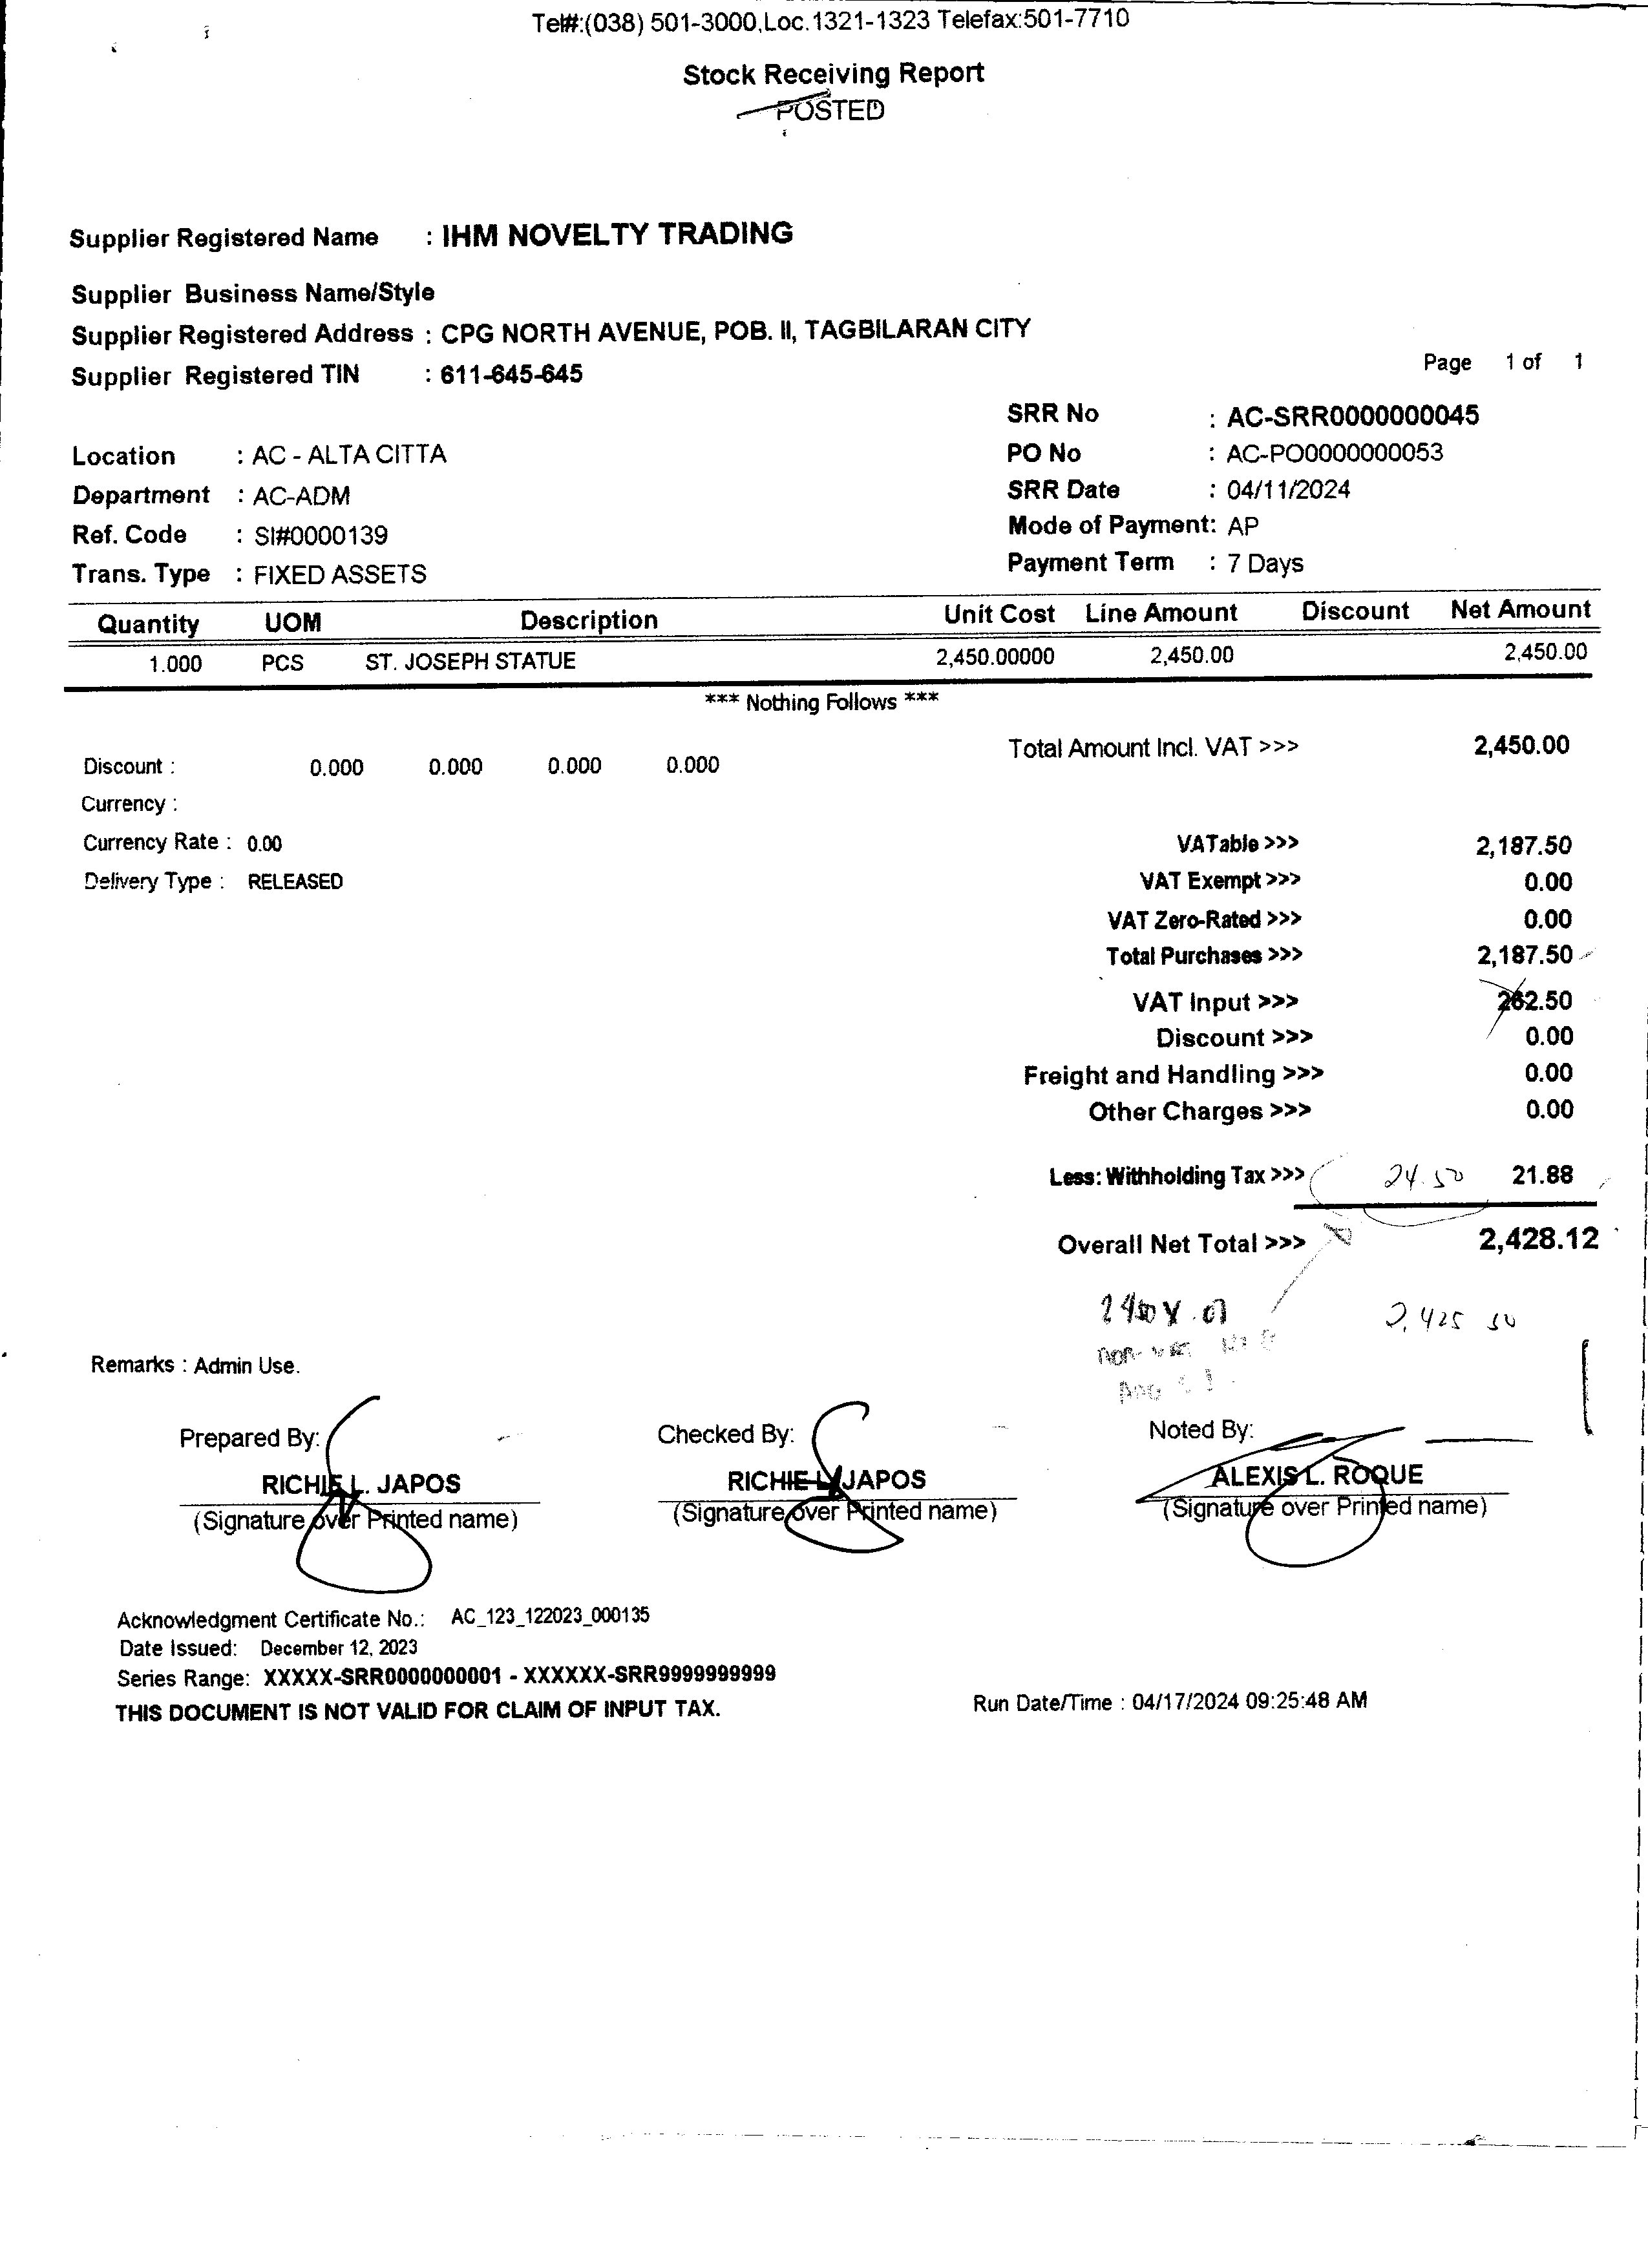 Tel#:(038) 501-3000,Loc.1321-1323 Telefax:501-7710
Stock Receiving Report
POSTED
Supplier Registered Name : IHM NOVELTY TRADING
Supplier Business Name/Style
Supplier Registered Address : CPG NORTH AVENUE, POB. II, TAGBILARAN CITY
Supplier Registered TIN : 611-645-645
Page 1 of 1
SRR No : AC-SRR0000000045
Location : AC - ALTA CITTA
PO No : AC-PO0000000053
Department : AC-ADM
SRR Date : 04/11/2024
Ref. Code : SI#0000139
Mode of Payment: AP
Trans. Type : FIXED ASSETS
Payment Term : 7 Days
Quantity UOM Description Unit Cost Line Amount Discount Net Amount
1.000 PCS ST. JOSEPH STATUE 2,450.00000 2,450.00 2,450.00
*** Nothing Follows ***
Total Amount Incl. VAT >>> 2,450.00
Discount : 0.000 0.000 0.000 0.000
Currency :
Currency Rate : 0.00
VATable >>> 2,187.50
Delivery Type : RELEASED
VAT Exempt >>> 0.00
VAT Zero-Rated >>> 0.00
Total Purchases >>> 2,187.50
VAT Input >>> 262.50
Discount >>> 0.00
Freight and Handling >>> 0.00
Other Charges >>> 0.00
Less: Withholding Tax >>> 24.50 21.88
Overall Net Total >>> 2,428.12
2,425 50
Remarks : Admin Use.
Prepared By: Checked By: Noted By:
RICHIE L. JAPOS RICHIE L. JAPOS ALEXIS L. ROQUE
(Signature over Printed name) (Signature over Printed name) (Signature over Printed name)
Acknowledgment Certificate No.: AC_123_122023_000135
Date Issued: December 12, 2023
Series Range: XXXXX-SRR0000000001 - XXXXXX-SRR9999999999
THIS DOCUMENT IS NOT VALID FOR CLAIM OF INPUT TAX.
Run Date/Time : 04/17/2024 09:25:48 AM